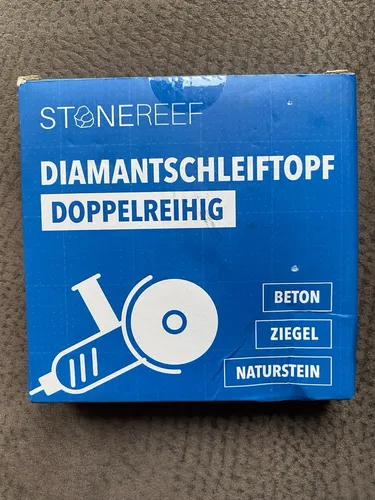 STONEREEF
DIAMANTSCHLEIFTOPF
DOPPELREIHIG
BETON
ZIEGEL
NATURSTEIN